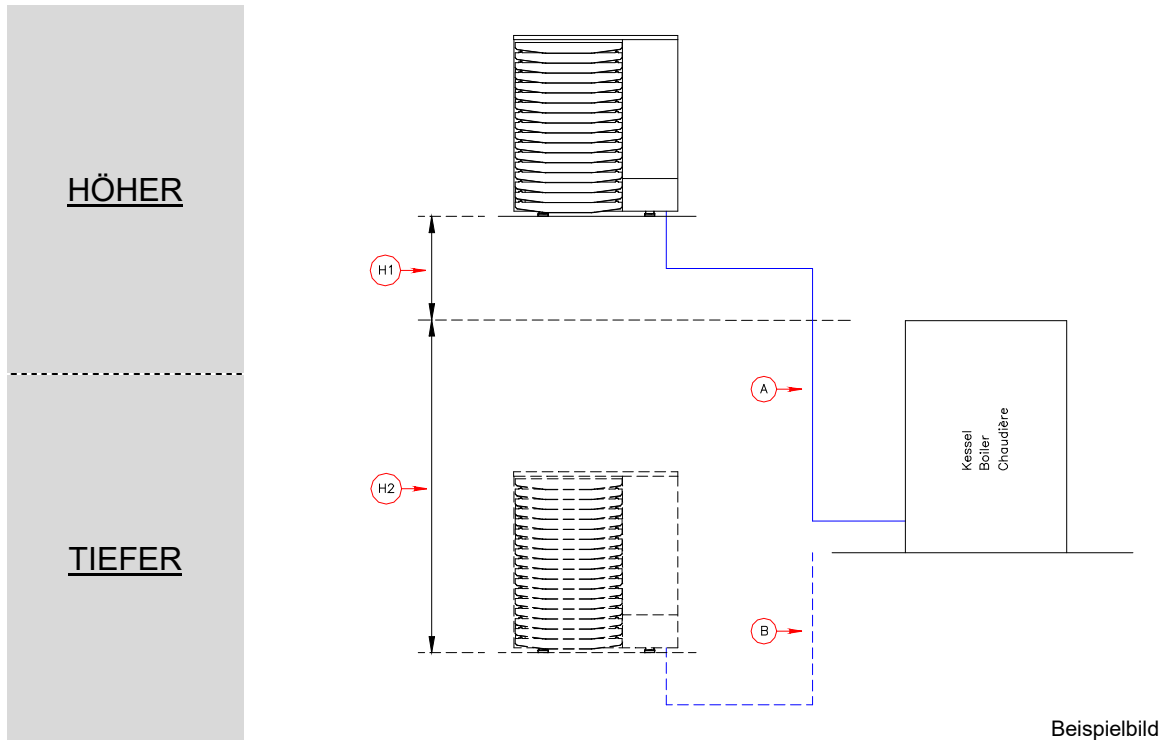 HÖHER
H1
A
Kessel
Boiler
Chaudière
H2
TIEFER
B
Beispielbild